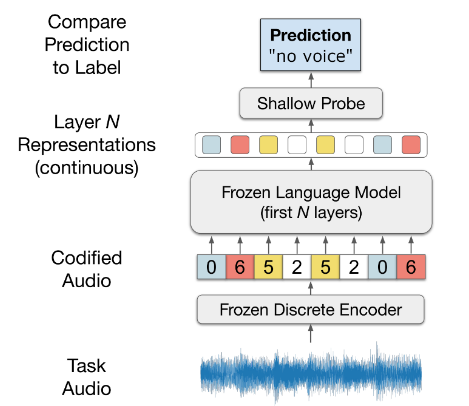 Compare
Prediction
to Label
Prediction
"no voice"
Shallow Probe
Layer N
Representations
(continuous)
Frozen Language Model
(first N layers)
Codified
Audio
0 6 5 2 5 2 0 6
Frozen Discrete Encoder
Task
Audio